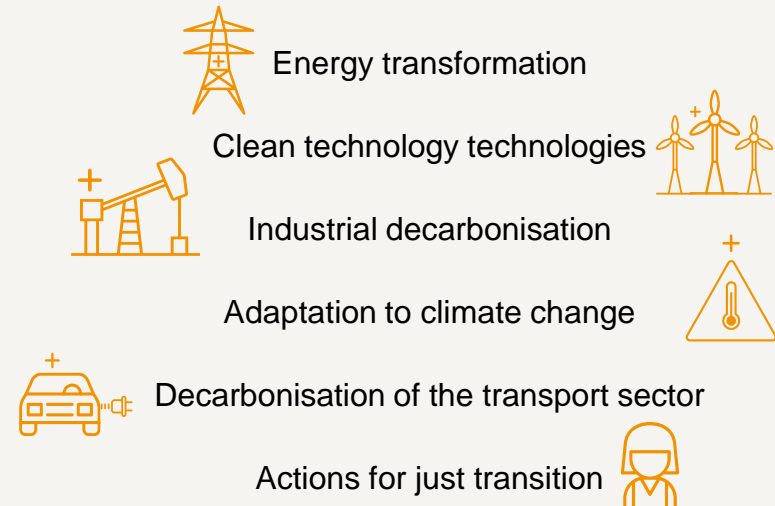 Energy transformation
Clean technology technologies
Industrial decarbonisation
Adaptation to climate change
Decarbonisation of the transport sector
Actions for just transition